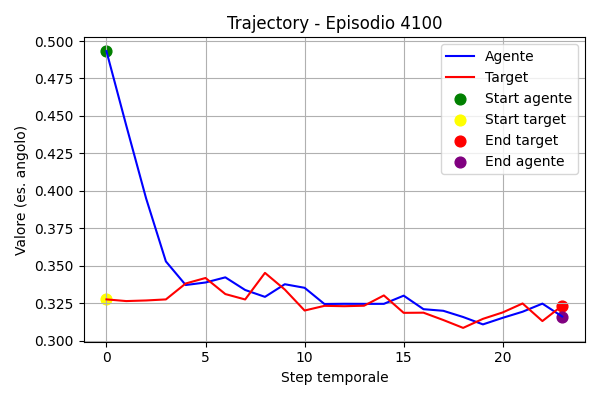 Trajectory - Episodio 4100
0.500
0.475
0.450
0.425
0.400
0.375
0.350
0.325
0.300
Valore (es. angolo)
Agente
Target
Start agente
Start target
End target
End agente
0 5 10 15 20
Step temporale